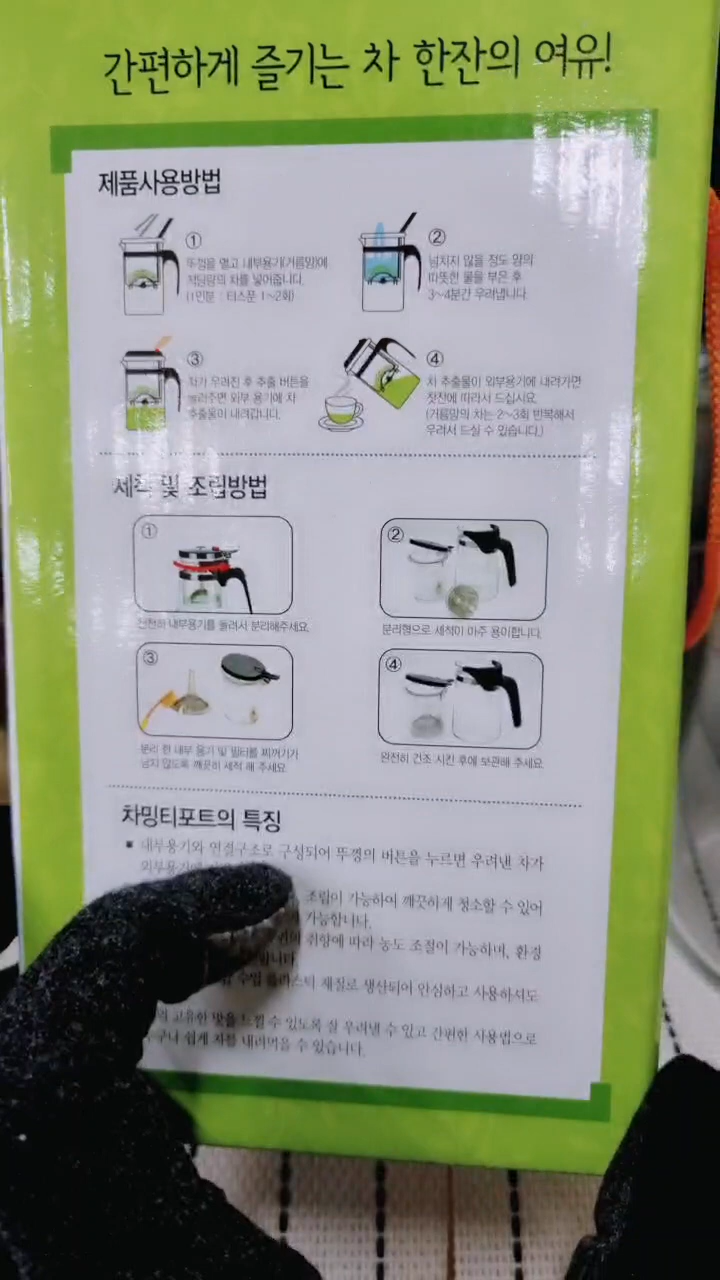 간편하게 즐기는 차 한잔의 여유!
제품사용방법
①
뚜껑을 열고 내부용기(거름망)에
적당량의 차를 넣어줍니다.
(1인분 : 티스푼 1~2회)
②
넘치지 않을 정도 양의
따뜻한 물을 부은 후
3~4분간 우려냅니다.
③
차가 우려진 후 추출 버튼을
눌러주면 외부 용기에 차
추출물이 내려갑니다.
④
차 추출물이 외부용기에 내려가면
찻잔에 따라서 드십시요.
(거름망의 차는 2~3회 반복해서
우려서 드실 수 있습니다.)
세척 및 조립방법
①
천천히 내부용기를 돌려서 분리해주세요.
②
분리형으로 세척이 아주 용이합니다.
③
분리 한 내부 용기 및 필터를 찌꺼기가
남지 않도록 깨끗히 세척 해 주세요.
④
완전히 건조 시킨 후에 보관해 주세요.
차밍티포트의 특징
▪ 내부용기와 연결구조로 구성되어 뚜껑의 버튼을 누르면 우려낸 차가
외부용기에
조립이 가능하여 깨끗하게 청소할 수 있어
가능합니다.
취향에 따라 농도 조절이 가능하며, 환경
수입 플라스틱 재질로 생산되어 안심하고 사용하셔도
고유한 맛을 느낄 수 있도록 잘 우려낼 수 있고 간편한 사용법으로
쉽게 차를 내려먹을 수 있습니다.